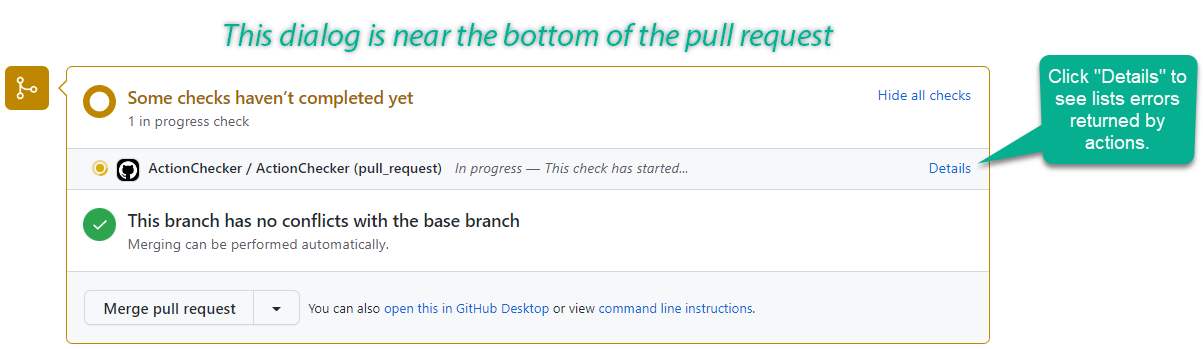 This dialog is near the bottom of the pull request
Some checks haven't completed yet
1 in progress check
Hide all checks
ActionChecker / ActionChecker (pull_request) In progress — This check has started...
Details
Click "Details" to
see lists errors
returned by
actions.
This branch has no conflicts with the base branch
Merging can be performed automatically.
Merge pull request
You can also open this in GitHub Desktop or view command line instructions.